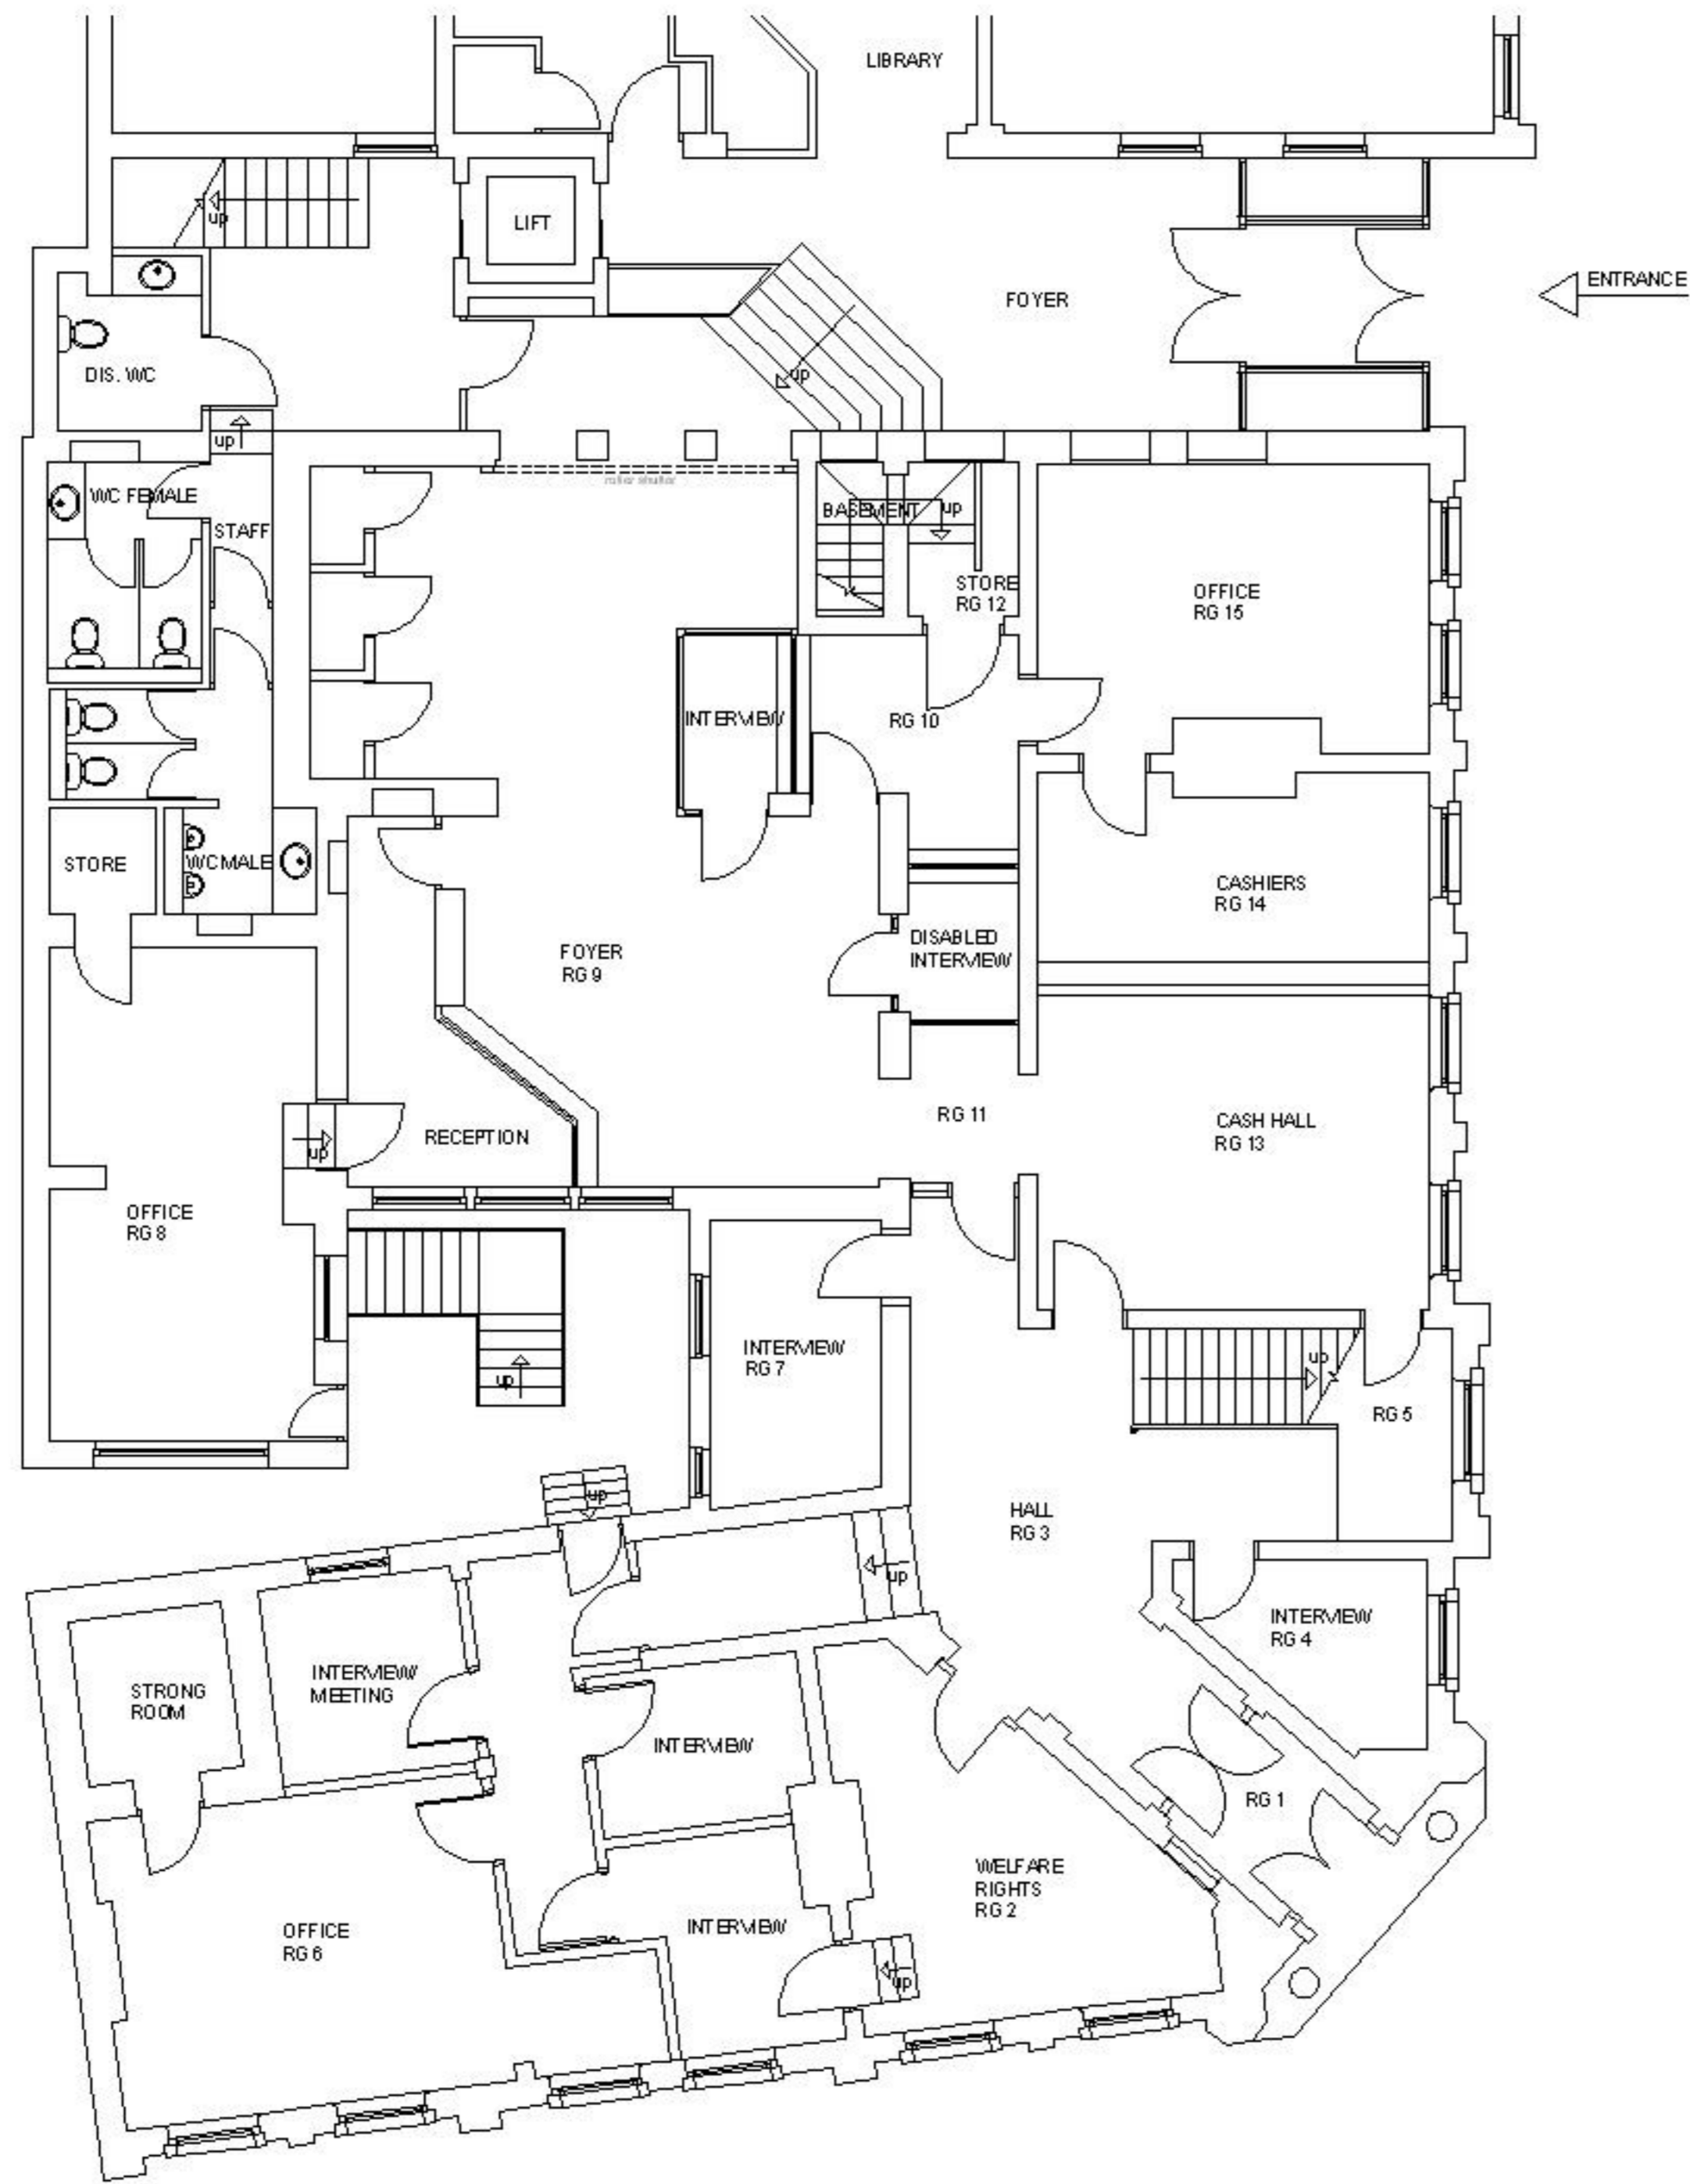 LIBRARY
up
LIFT
ENTRANCE
FOYER
DIS. WC
up
up
roller shutter
WC FEMALE
STAFF
BASEMENT
up
STORE
RG 12
OFFICE
RG 15
INTERVIEW
RG 10
STORE
WC MALE
CASHIERS
RG 14
FOYER
RG 9
DISABLED
INTERVIEW
RG 11
CASH HALL
RG 13
RECEPTION
up
OFFICE
RG 8
INTERVIEW
RG 7
up
up
RG 5
up
HALL
RG 3
up
INTERVIEW
RG 4
INTERVIEW
MEETING
STRONG
ROOM
INTERVIEW
RG 1
WELFARE
RIGHTS
RG 2
OFFICE
RG 6
INTERVIEW
up